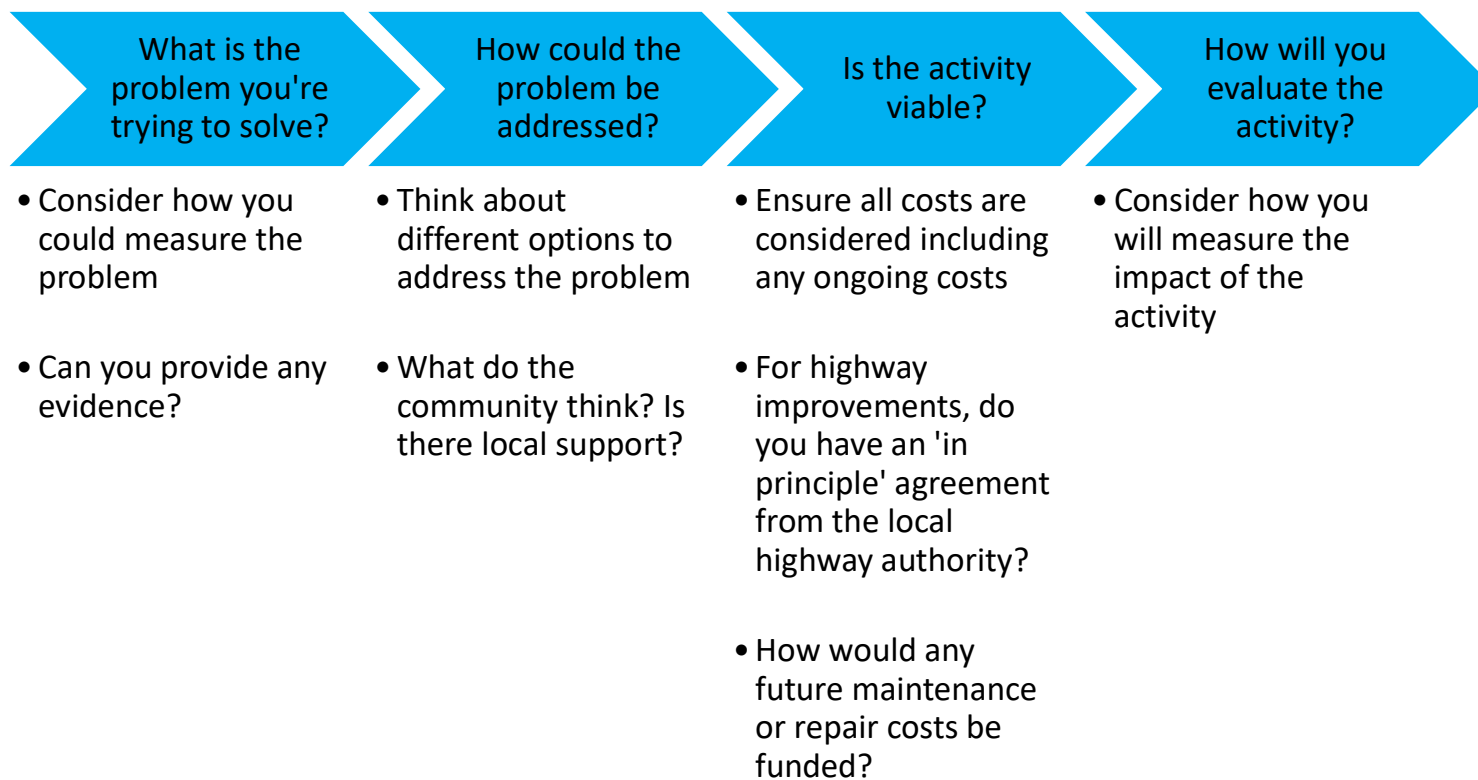 What is the
problem you're
trying to solve?
• Consider how you
could measure the
problem
• Can you provide any
evidence?
How could the
problem be
addressed?
• Think about
different options to
address the problem
• What do the
community think? Is
there local support?
Is the activity
viable?
• Ensure all costs are
considered including
any ongoing costs
• For highway
improvements, do
you have an 'in
principle' agreement
from the local
highway authority?
• How would any
future maintenance
or repair costs be
funded?
How will you
evaluate the
activity?
• Consider how you
will measure the
impact of the
activity